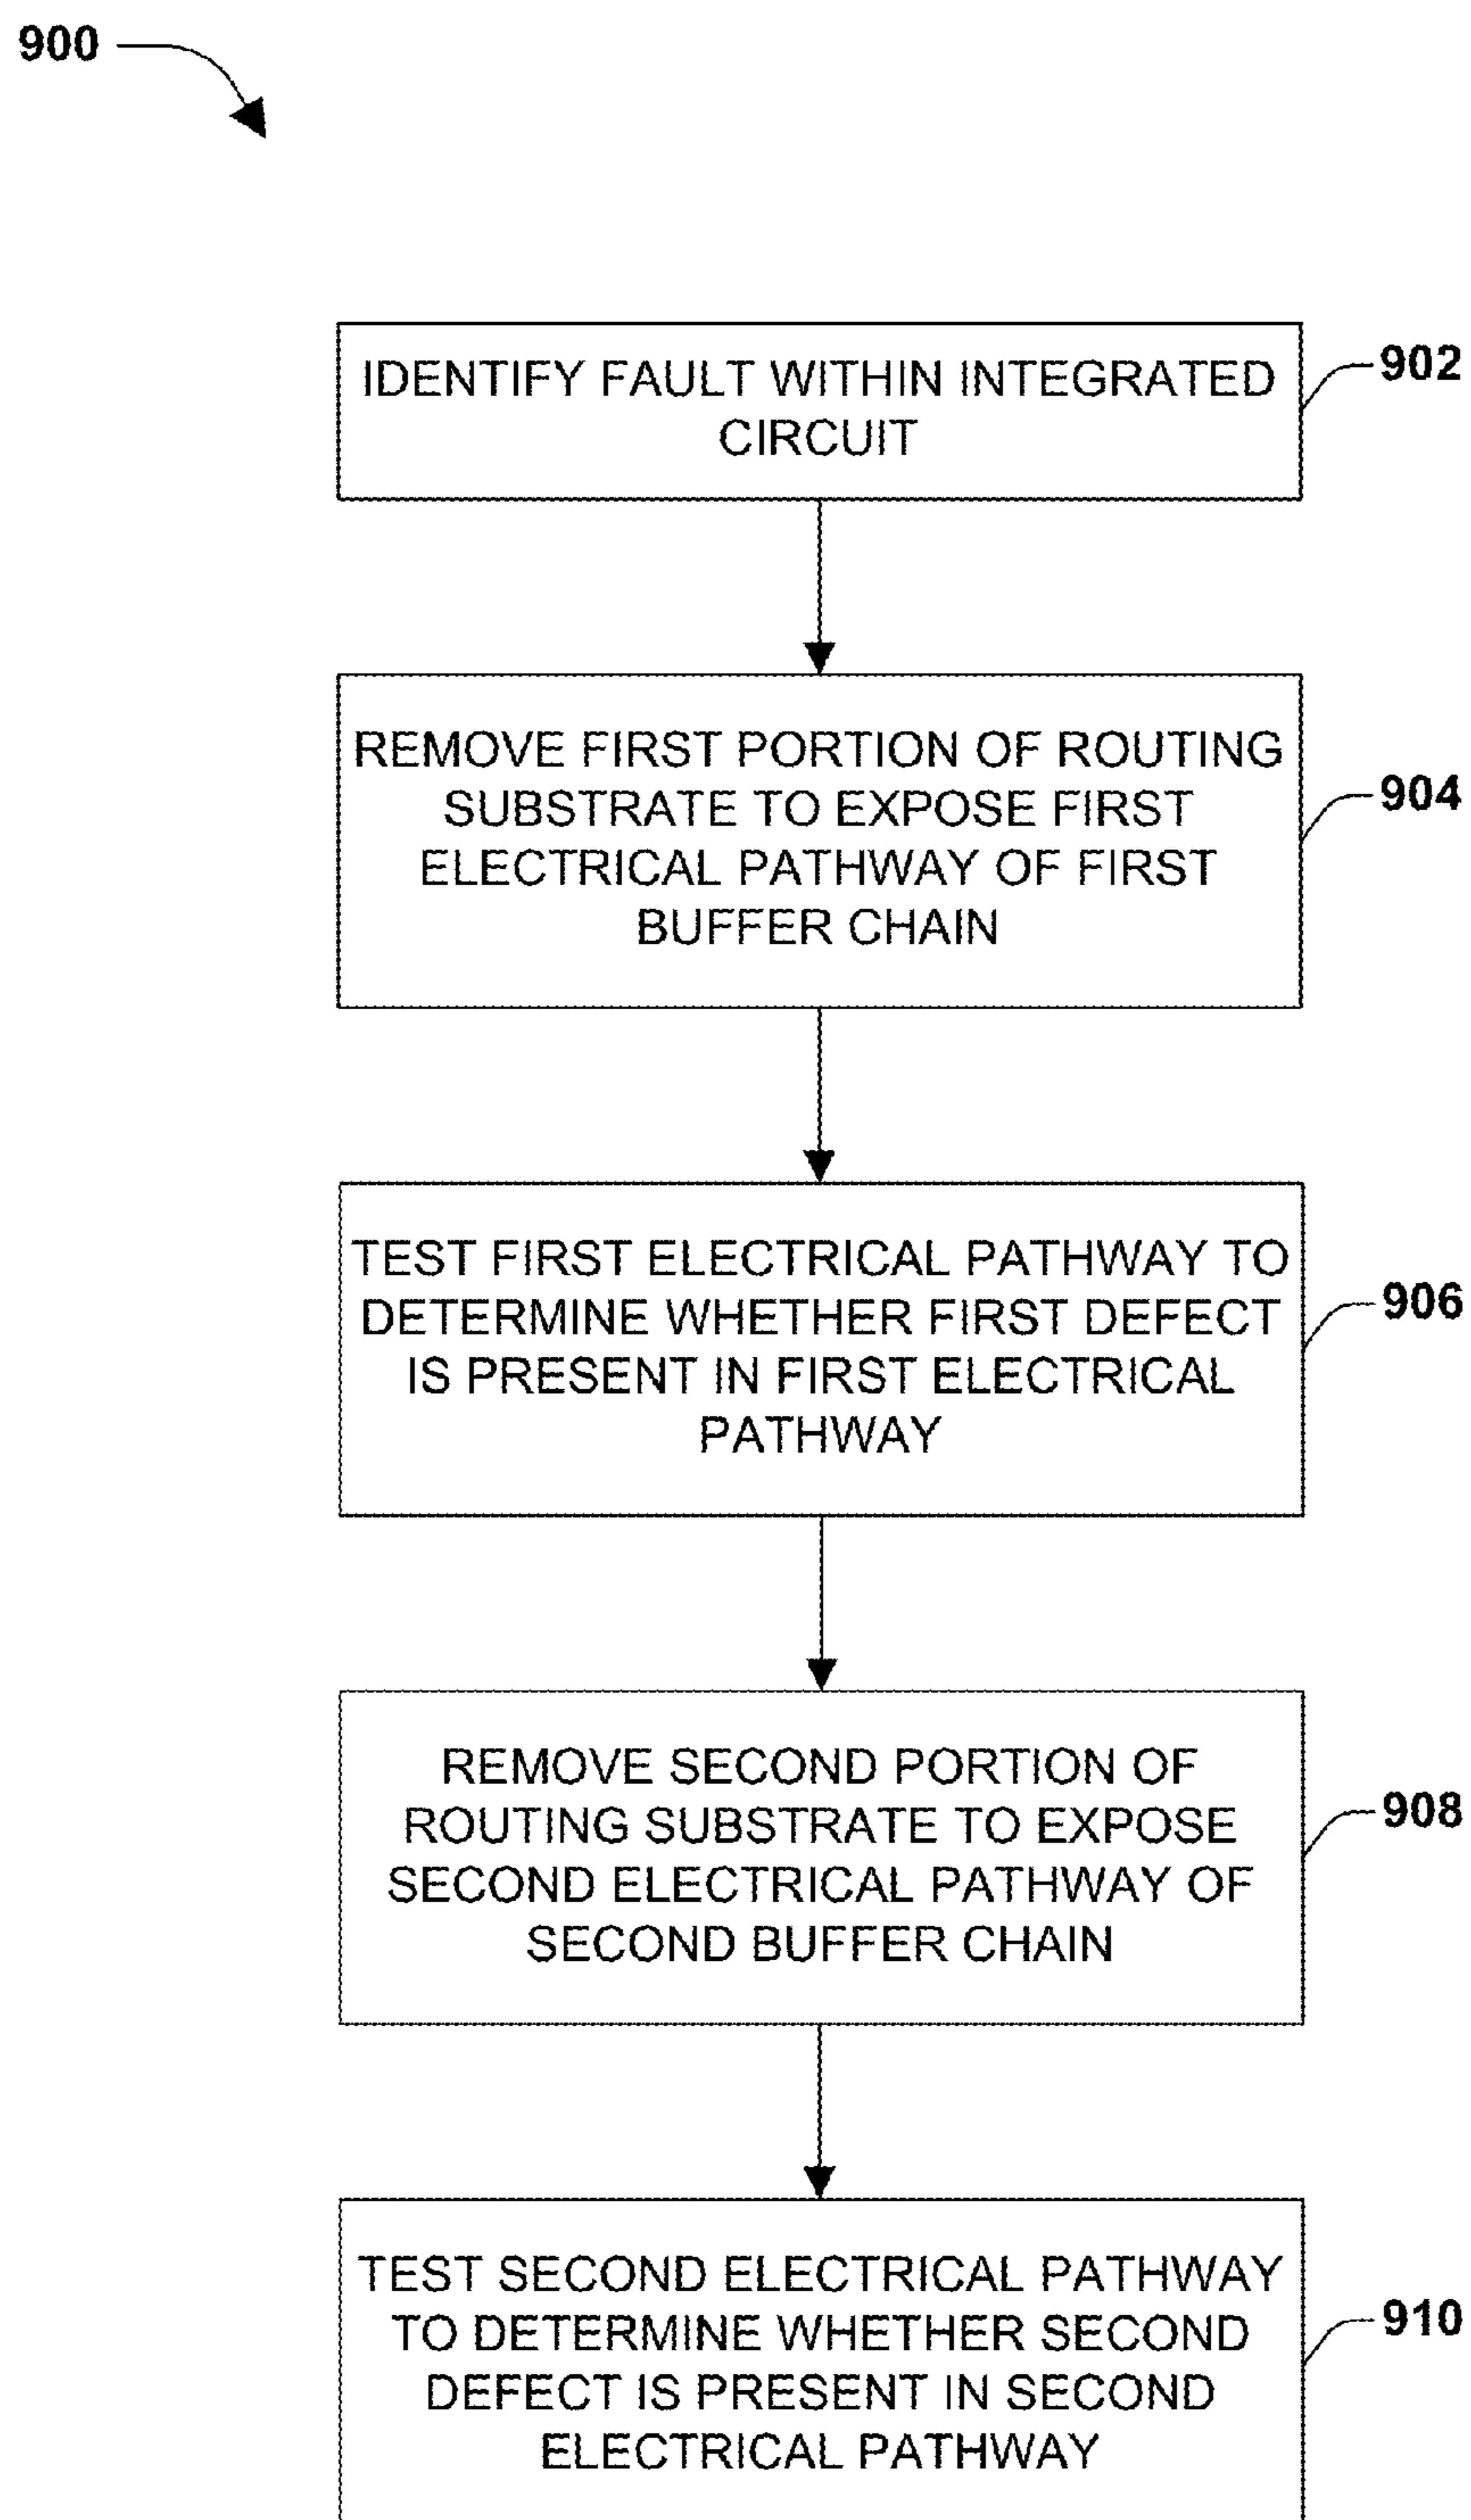 900
IDENTIFY FAULT WITHIN INTEGRATED
CIRCUIT
902
REMOVE FIRST PORTION OF ROUTING
SUBSTRATE TO EXPOSE FIRST
ELECTRICAL PATHWAY OF FIRST
BUFFER CHAIN
904
TEST FIRST ELECTRICAL PATHWAY TO
DETERMINE WHETHER FIRST DEFECT
IS PRESENT IN FIRST ELECTRICAL
PATHWAY
906
REMOVE SECOND PORTION OF
ROUTING SUBSTRATE TO EXPOSE
SECOND ELECTRICAL PATHWAY OF
SECOND BUFFER CHAIN
908
TEST SECOND ELECTRICAL PATHWAY
TO DETERMINE WHETHER SECOND
DEFECT IS PRESENT IN SECOND
ELECTRICAL PATHWAY
910